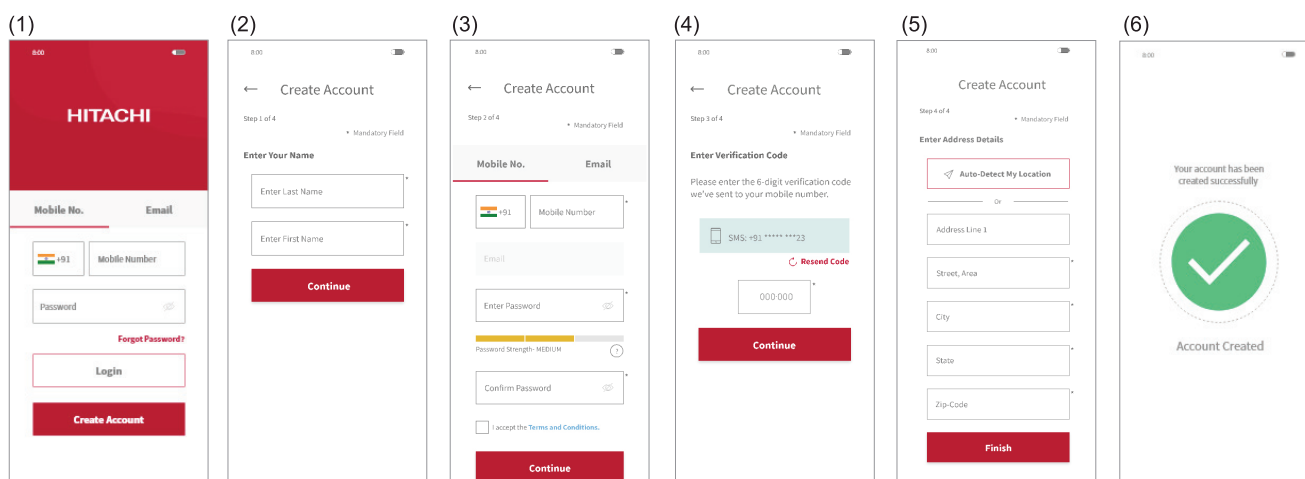 (1)
8:00
HITACHI
Mobile No. Email
+91 Mobile Number
Password
Forgot Password?
Login
Create Account
(2)
8:00
← Create Account
Step 1 of 4
* Mandatory Field
Enter Your Name
Enter Last Name *
Enter First Name *
Continue
(3)
8:00
← Create Account
Step 2 of 4
* Mandatory Field
Mobile No. Email
+91 Mobile Number *
Email
Enter Password *
Password Strength- MEDIUM ?
Confirm Password *
I accept the Terms and Conditions.
Continue
(4)
8:00
← Create Account
Step 3 of 4
* Mandatory Field
Enter Verification Code
Please enter the 6-digit verification code
we've sent to your mobile number.
SMS: +91 ***** ***23
Resend Code
000-000 *
Continue
(5)
8:00
Create Account
Step 4 of 4
* Mandatory Field
Enter Address Details
Auto-Detect My Location
Or
Address Line 1
Street, Area *
City *
State *
Zip-Code *
Finish
(6)
8:00
Your account has been
created successfully
Account Created